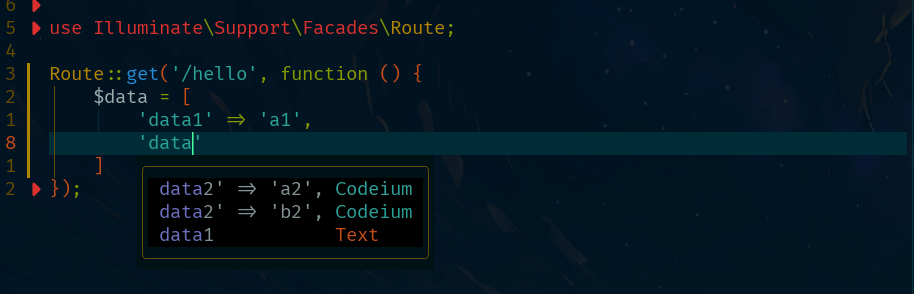 6
5 use Illuminate\Support\Facades\Route;
4
3 Route::get('/hello', function () {
2 $data = [
1 'data1' => 'a1',
8 'data'
1 ]
2 });
data2' => 'a2', Codeium
data2' => 'b2', Codeium
data1 Text